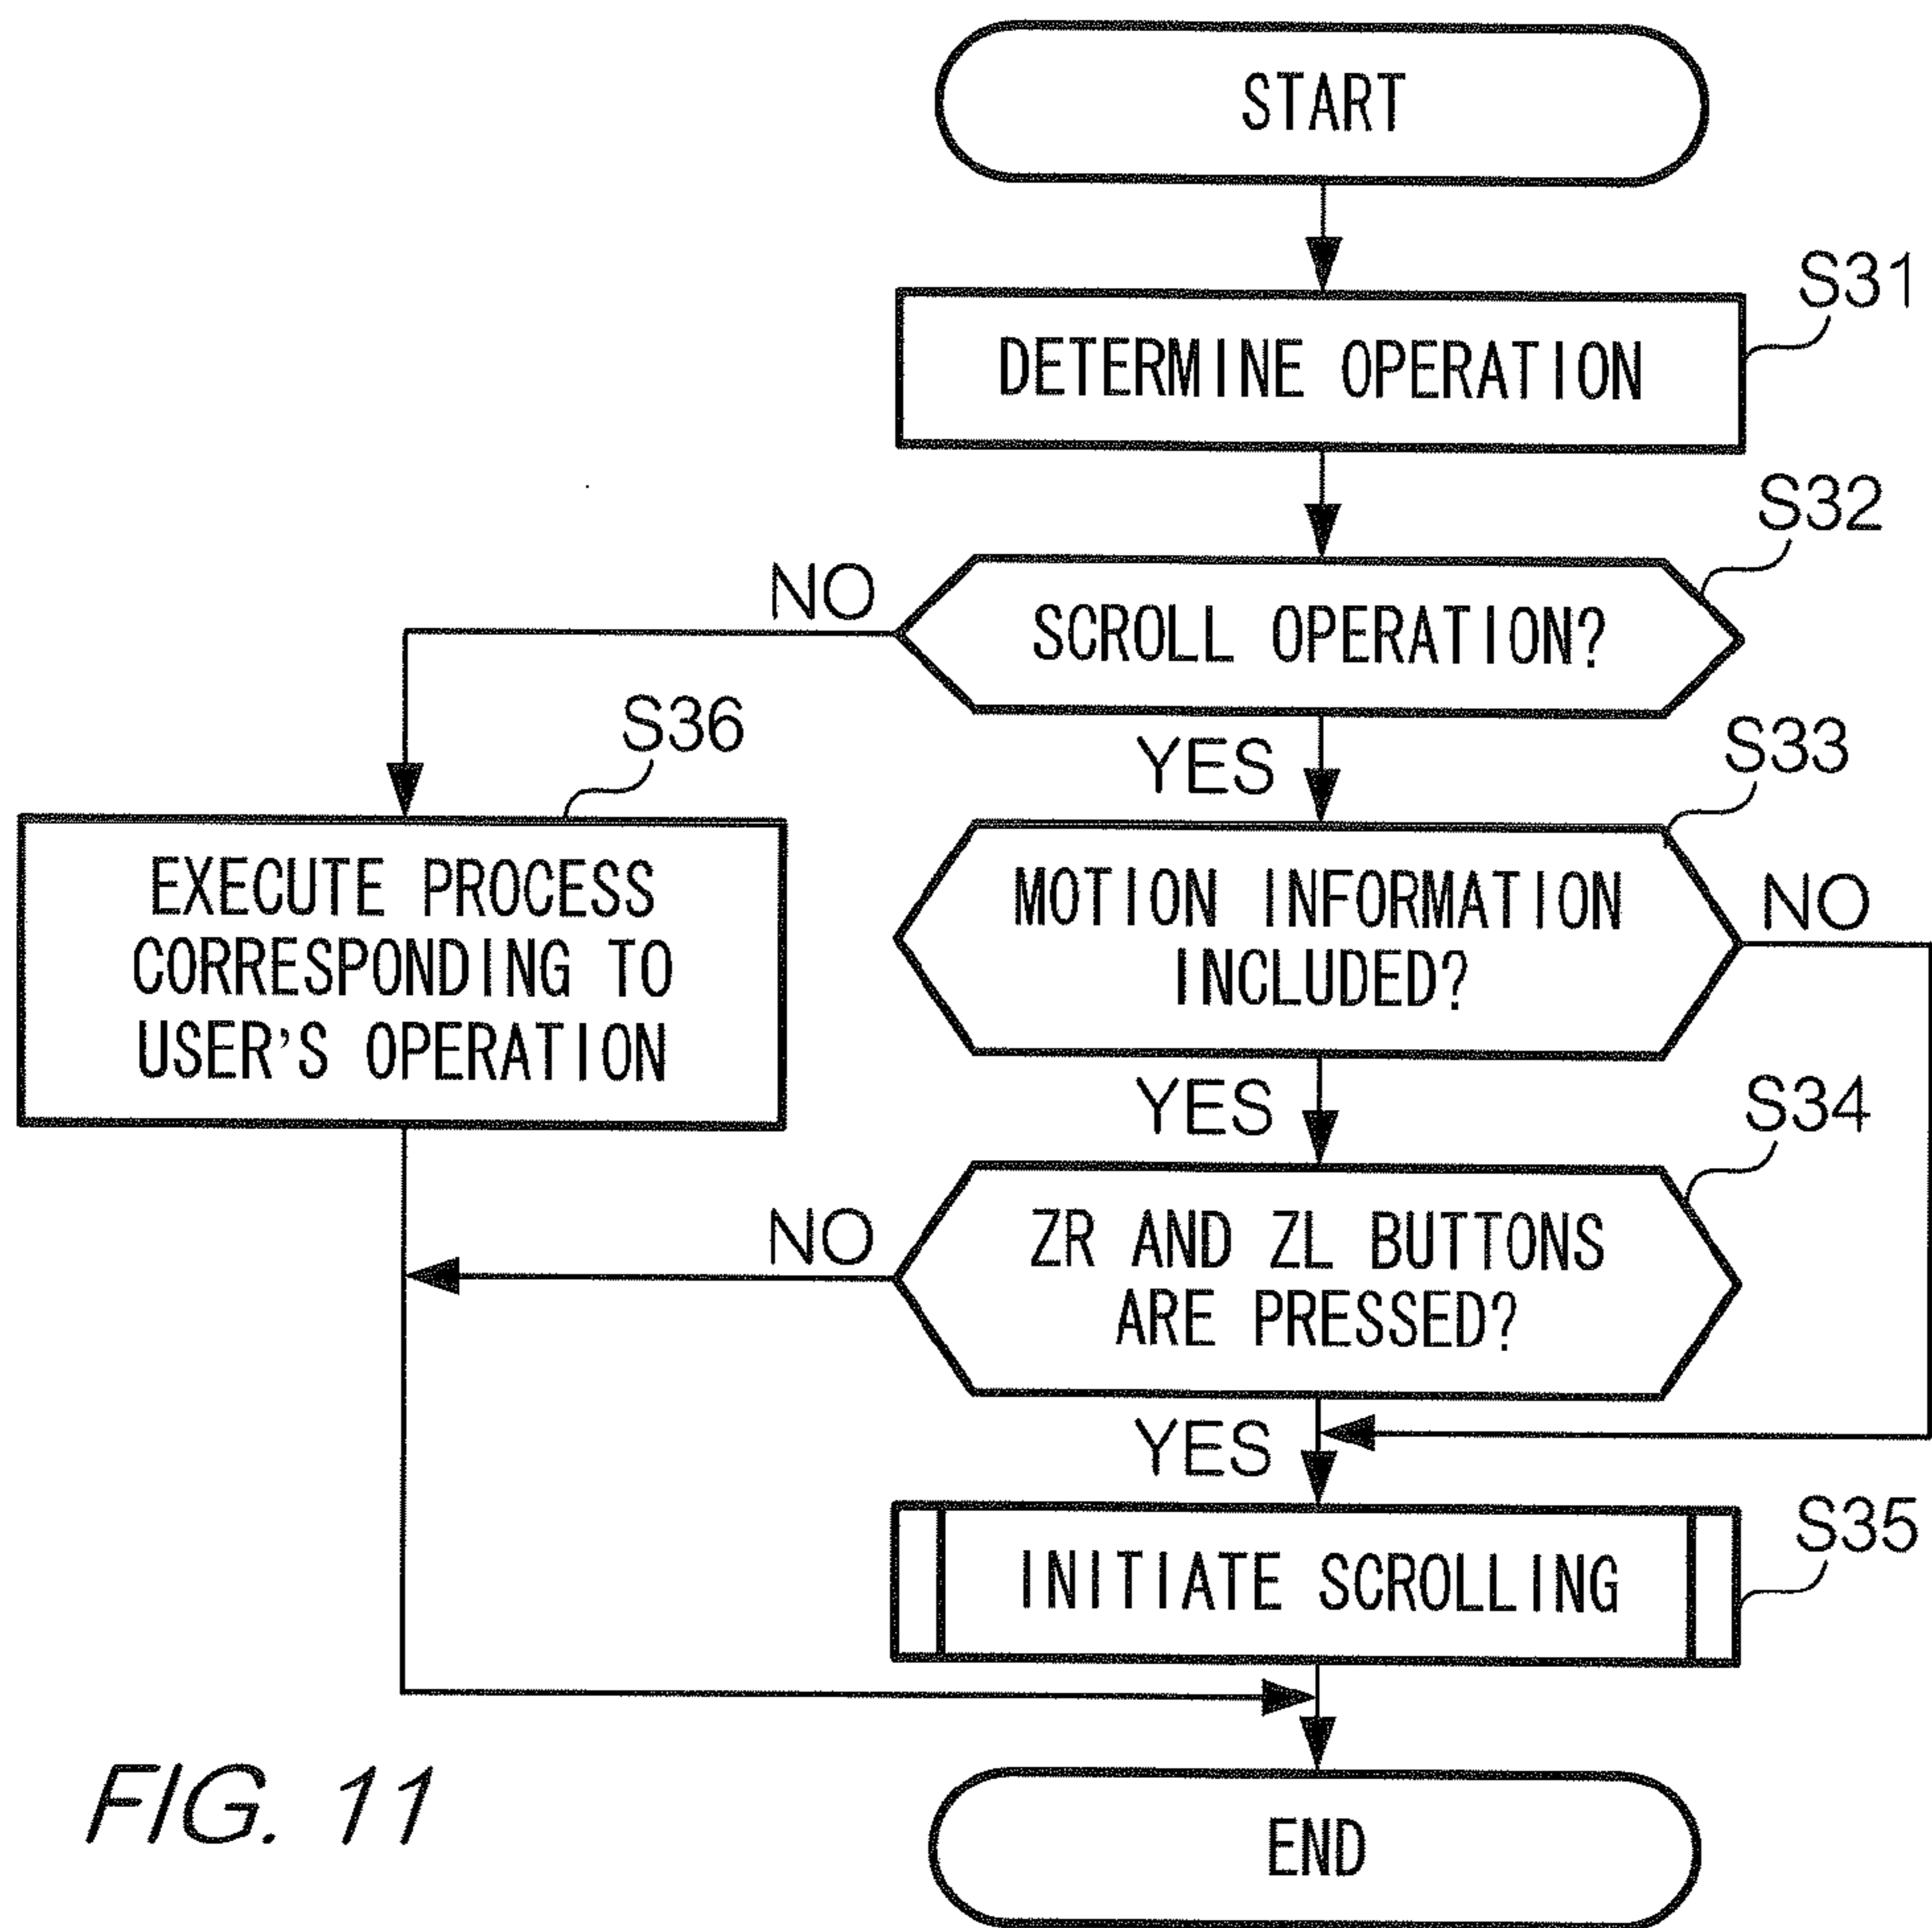 START
S31
DETERMINE OPERATION
S32
NO
SCROLL OPERATION?
S36
YES
S33
EXECUTE PROCESS
CORRESPONDING TO
USER'S OPERATION
MOTION INFORMATION
INCLUDED?
NO
YES
S34
NO
ZR AND ZL BUTTONS
ARE PRESSED?
YES
S35
INITIATE SCROLLING
FIG. 11
END